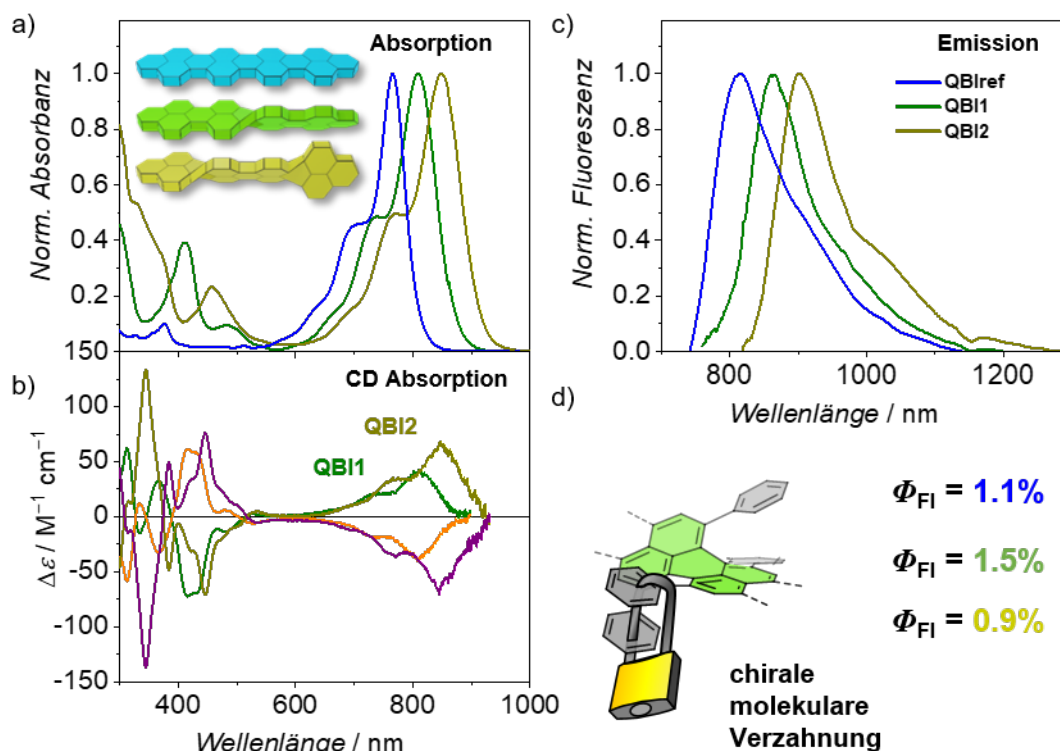 a)
Absorption
1.0
0.8
0.6
0.4
0.2
150
Norm. Absorbanz
b)
CD Absorption
100
50
0
-50
-100
-150
Δε / M⁻¹ cm⁻¹
QBI2
QBI1
400
600
800
1000
Wellenlänge / nm
c)
Emission
QBIref
QBI1
QBI2
1.0
0.8
0.6
0.4
0.2
0.0
Norm. Fluoreszenz
800
1000
1200
Wellenlänge / nm
d)
Φ_Fl = 1.1%
Φ_Fl = 1.5%
Φ_Fl = 0.9%
chirale
molekulare
Verzahnung